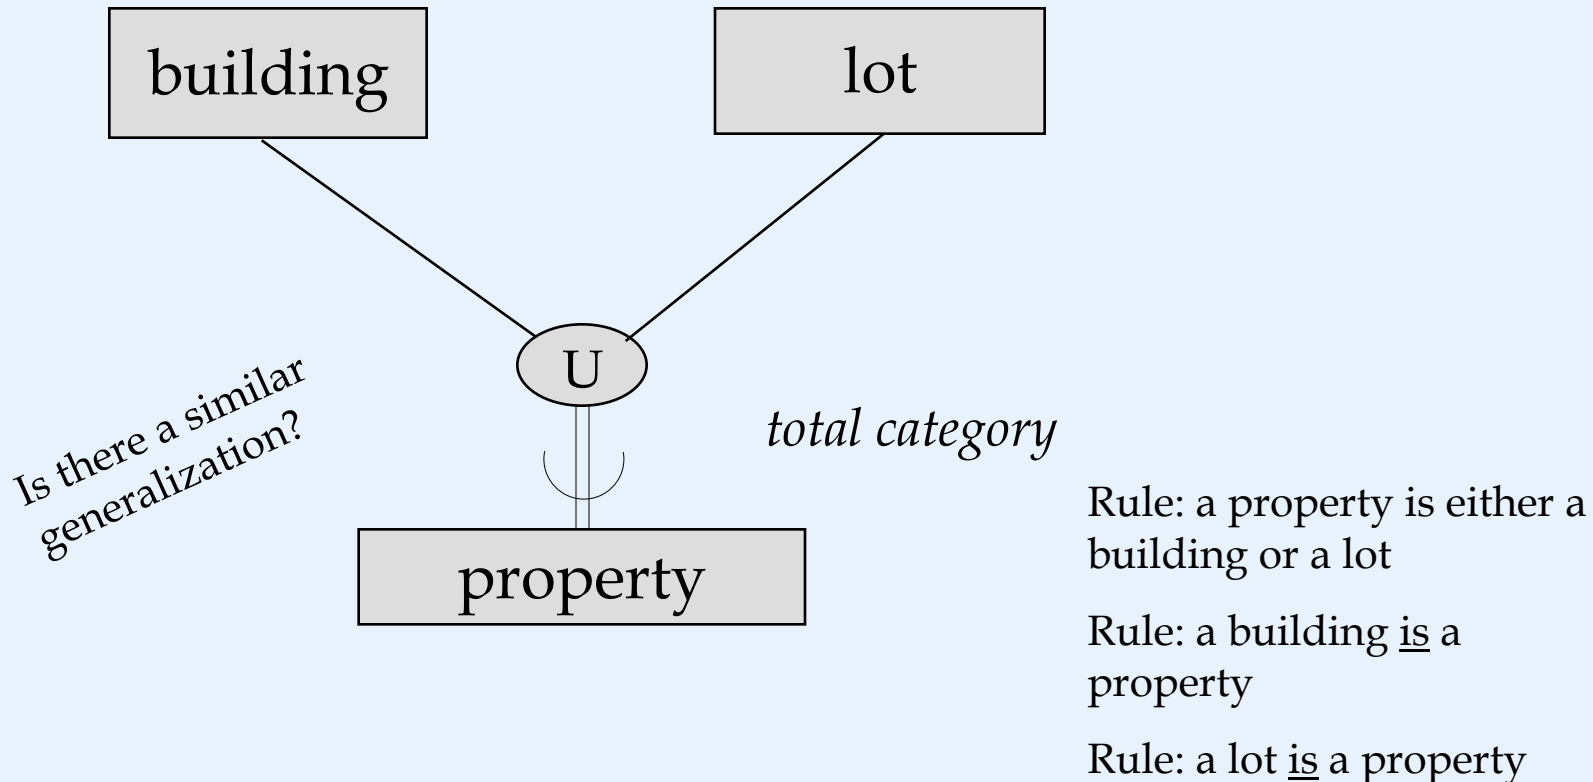 building
lot
U
Is there a similar
generalization?
total category
property
Rule: a property is either a
building or a lot
Rule: a building is a
property
Rule: a lot is a property